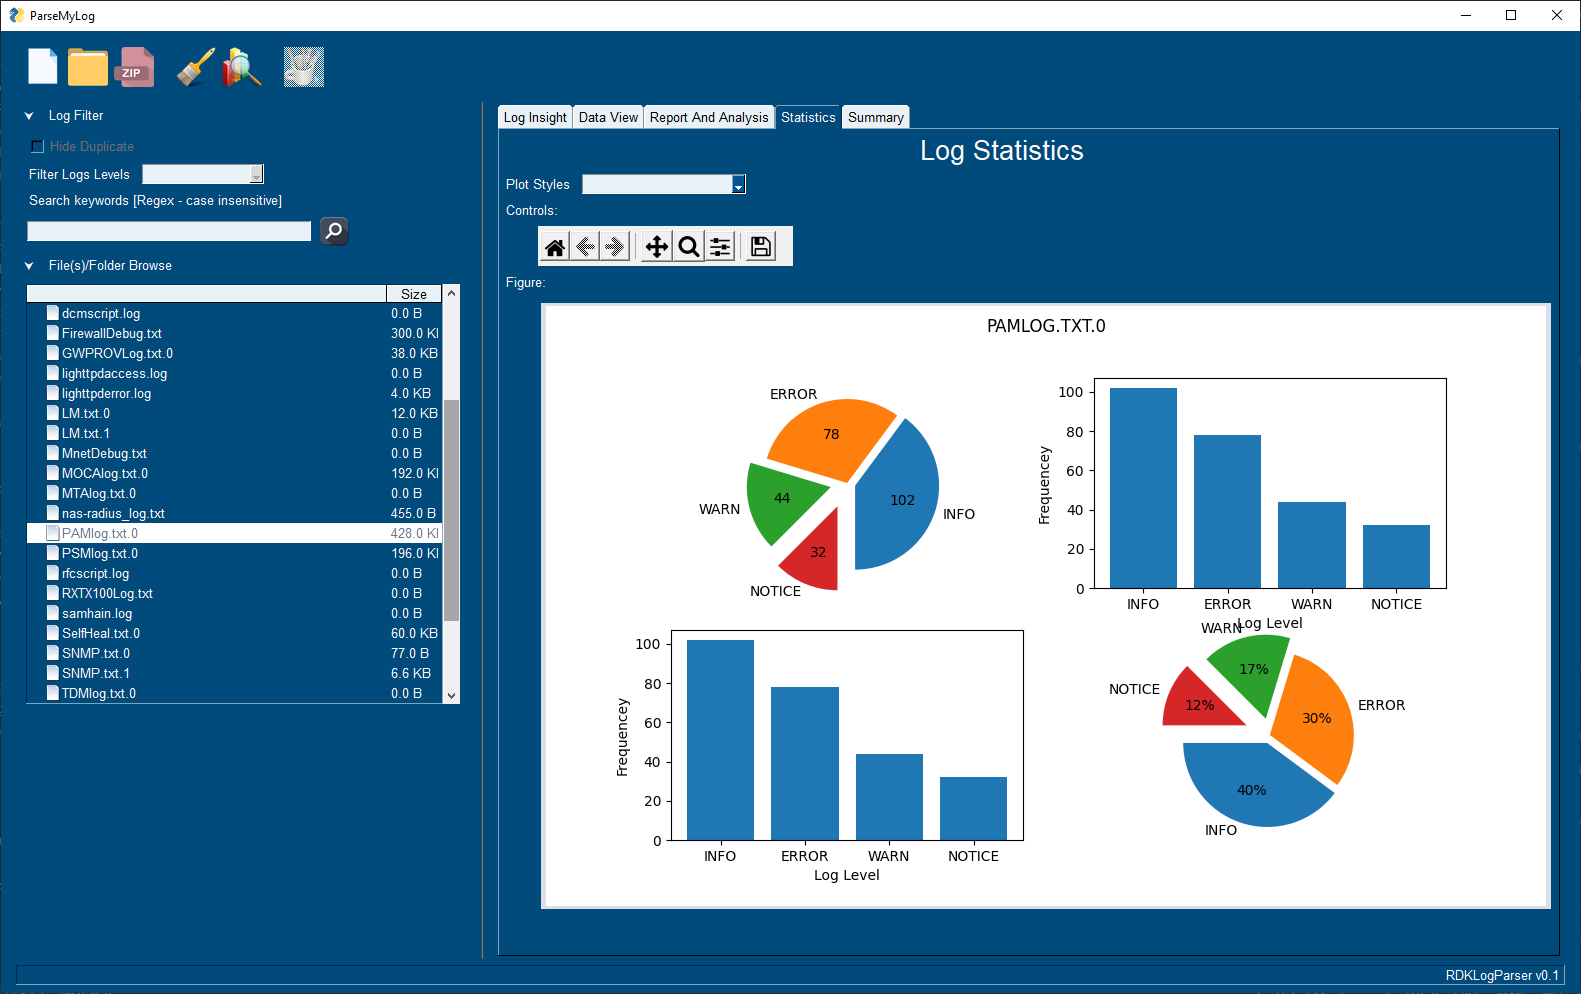 ParseMyLog
ZIP
Log Filter
Hide Duplicate
Filter Logs Levels
Search keywords [Regex - case insensitive]
File(s)/Folder Browse
Size
dcmscript.log 0.0 B
FirewallDebug.txt 300.0 KI
GWPROVLog.txt.0 38.0 KB
lighttpdaccess.log 0.0 B
lighttpderror.log 4.0 KB
LM.txt.0 12.0 KB
LM.txt.1 0.0 B
MnetDebug.txt 0.0 B
MOCAlog.txt.0 192.0 KI
MTAlog.txt.0 0.0 B
nas-radius_log.txt 455.0 B
PAMlog.txt.0 428.0 KI
PSMlog.txt.0 196.0 KI
rfcscript.log 0.0 B
RXTX100Log.txt 0.0 B
samhain.log 0.0 B
SelfHeal.txt.0 60.0 KB
SNMP.txt.0 77.0 B
SNMP.txt.1 6.6 KB
TDMlog.txt.0 0.0 B
Log Insight Data View Report And Analysis Statistics Summary
Log Statistics
Plot Styles
Controls:
Figure:
PAMLOG.TXT.0
ERROR
78
WARN
44
102
INFO
32
NOTICE
100
80
60
40
20
0
Frequencey
INFO ERROR WARN NOTICE
Log Level
100
80
60
40
20
0
Frequencey
INFO ERROR WARN NOTICE
Log Level
WARN
17%
NOTICE
12%
ERROR
30%
40%
INFO
RDKLogParser v0.1